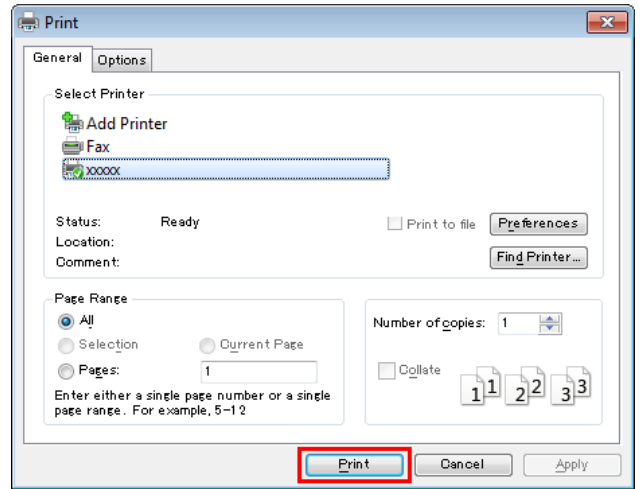 Print
General Options
Select Printer
Add Printer
Fax
xxxxx
Status: Ready
Print to file Preferences
Location:
Find Printer...
Comment:
Page Range
All
Selection Current Page
Pages: 1
Enter either a single page number or a single
page range. For example, 5-12
Number of copies: 1
Collate
1 1 2 2 3 3
Print Cancel Apply